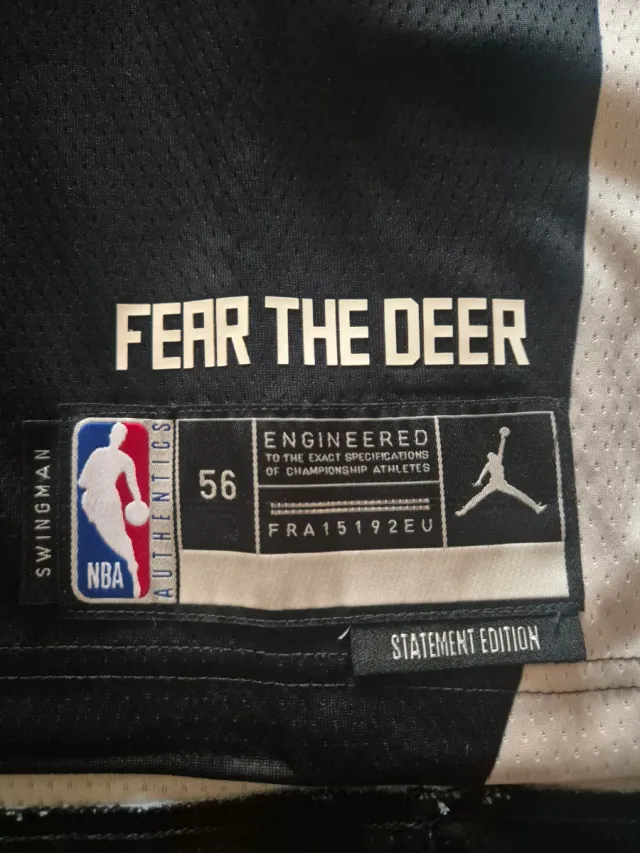 FEAR THE DEER
SWINGMAN
NBA
AUTHENTICS
56
ENGINEERED
TO THE EXACT SPECIFICATIONS
OF CHAMPIONSHIP ATHLETES
FRA15192EU
STATEMENT EDITION